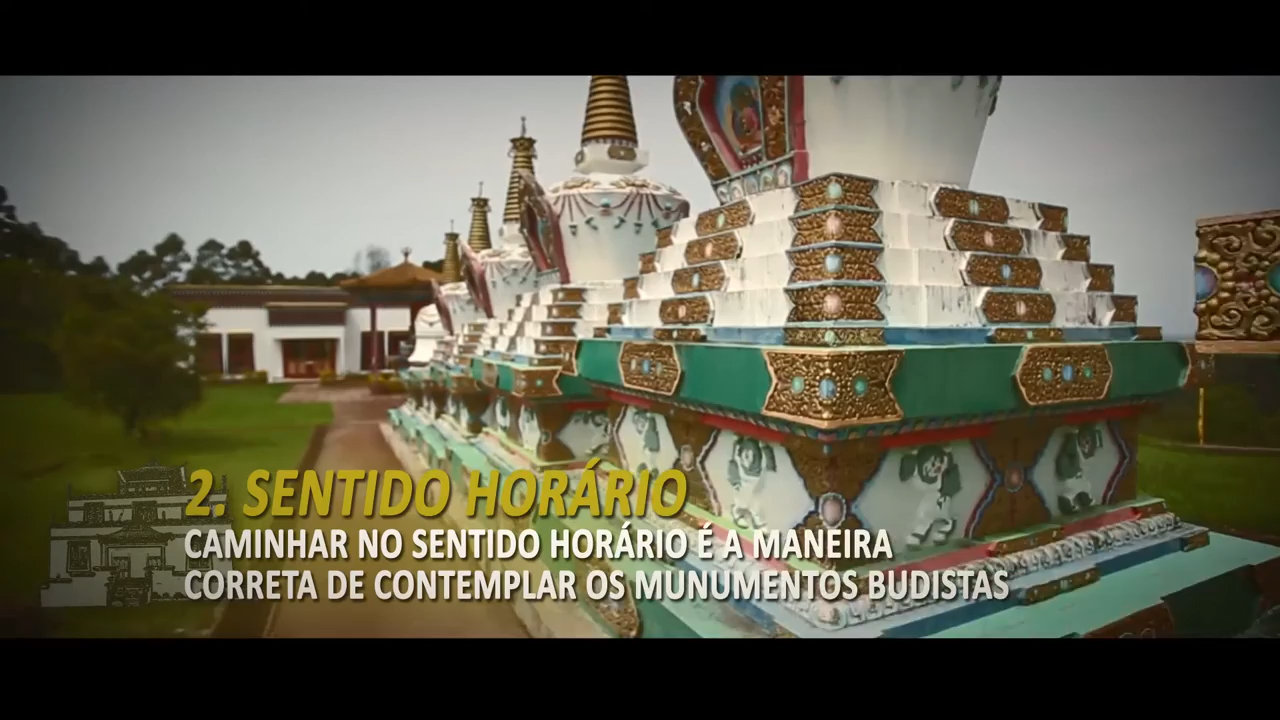 2. SENTIDO HORÁRIO
CAMINHAR NO SENTIDO HORÁRIO É A MANEIRA
CORRETA DE CONTEMPLAR OS MUNUMENTOS BUDISTAS